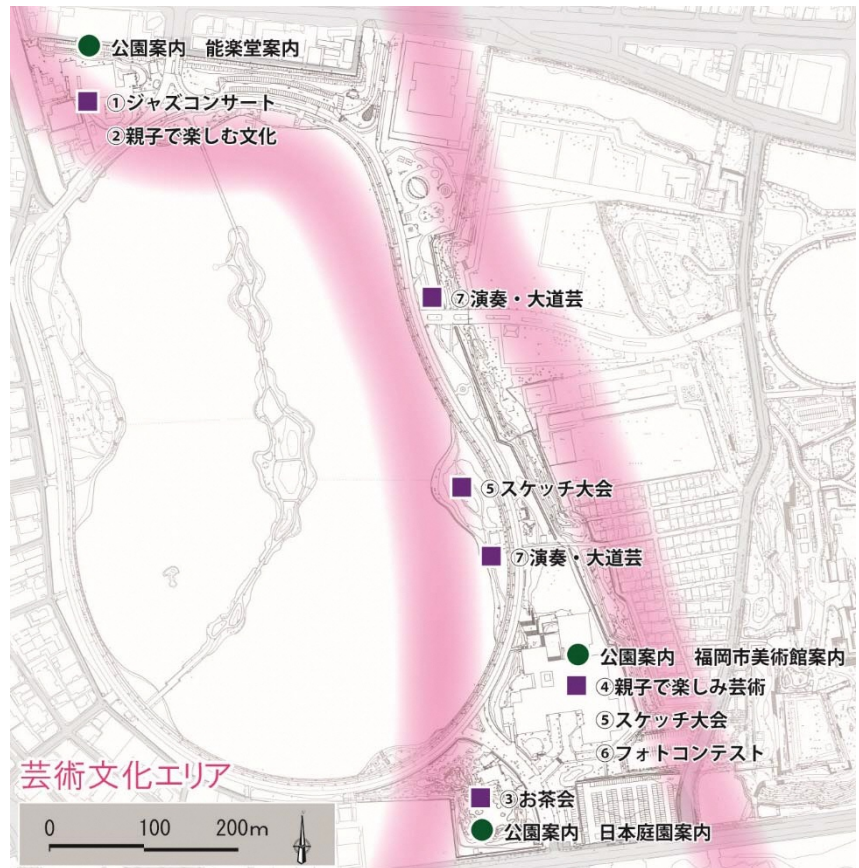 公園案内　能楽堂案内
①ジャズコンサート
②親子で楽しむ文化
⑦演奏・大道芸
⑤スケッチ大会
⑦演奏・大道芸
公園案内　福岡市美術館案内
④親子で楽しみ芸術
⑤スケッチ大会
⑥フォトコンテスト
芸術文化エリア
0 100 200m
③お茶会
公園案内　日本庭園案内